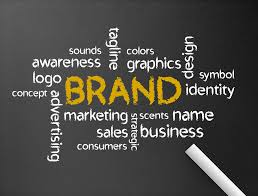 tagline
sounds
colors
design
awareness
graphics
symbol
logo
concept
BRAND
identity
advertising
marketing
strategic
scents
name
sales
business
consumers